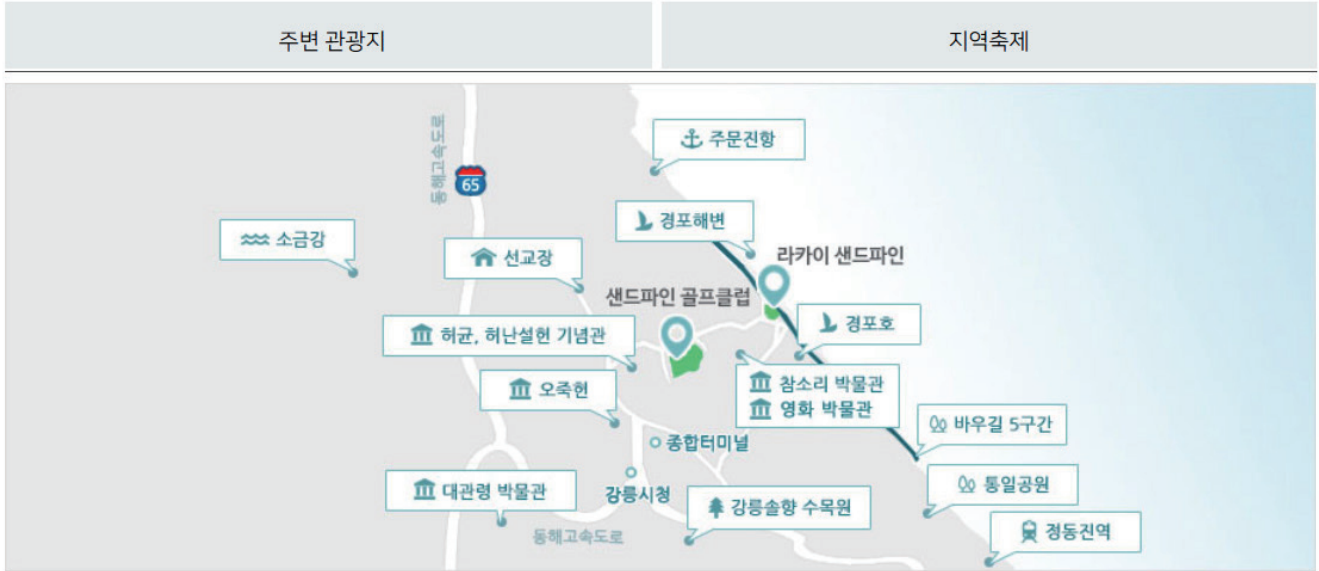 주변 관광지
지역축제
동해고속도로
65
주문진항
경포해변
소금강
선교장
라카이 샌드파인
샌드파인 골프클럽
허균, 허난설헌 기념관
경포호
오죽현
참소리 박물관
영화 박물관
바우길 5구간
종합터미널
강릉시청
대관령 박물관
통일공원
강릉솔향 수목원
동해고속도로
정동진역